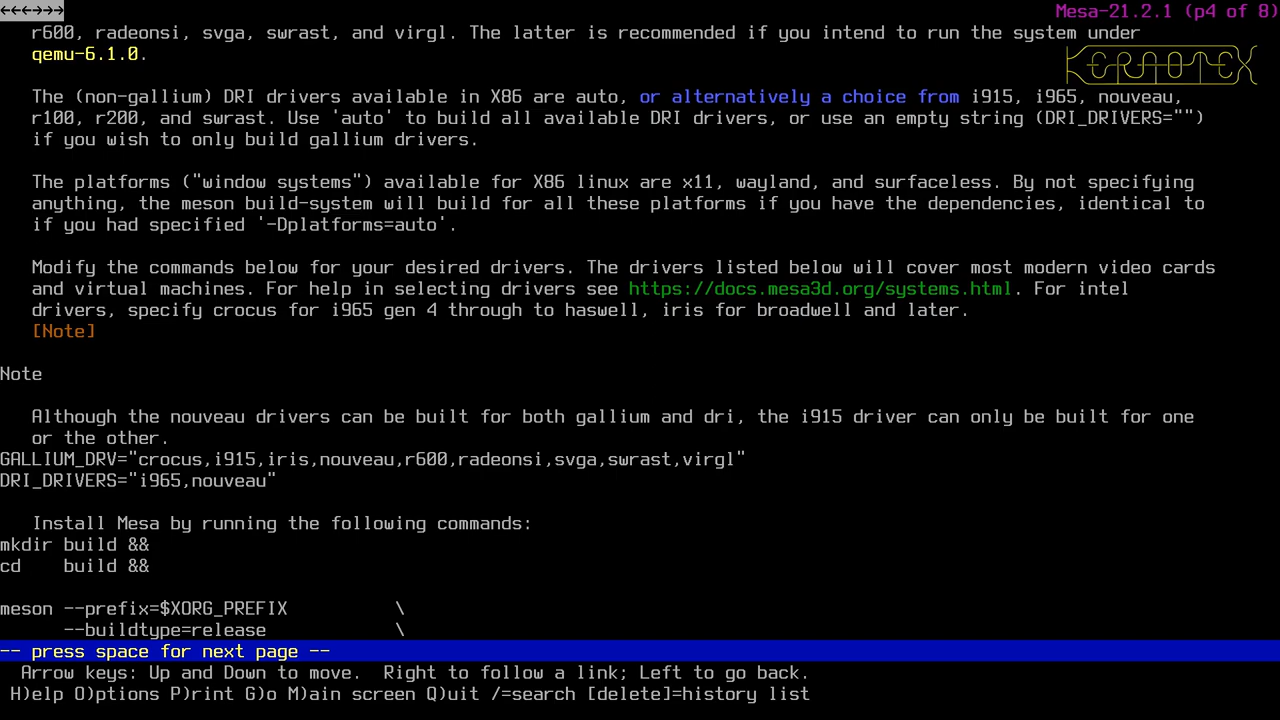 ←←←→→→ Mesa-21.2.1 (p4 of 8)
r600, radeonsi, svga, swrast, and virgl. The latter is recommended if you intend to run the system under
qemu-6.1.0.
KERNOTEX
The (non-gallium) DRI drivers available in X86 are auto, or alternatively a choice from i915, i965, nouveau,
r100, r200, and swrast. Use 'auto' to build all available DRI drivers, or use an empty string (DRI_DRIVERS="")
if you wish to only build gallium drivers.
The platforms ("window systems") available for X86 linux are x11, wayland, and surfaceless. By not specifying
anything, the meson build-system will build for all these platforms if you have the dependencies, identical to
if you had specified '-Dplatforms=auto'.
Modify the commands below for your desired drivers. The drivers listed below will cover most modern video cards
and virtual machines. For help in selecting drivers see https://docs.mesa3d.org/systems.html. For intel
drivers, specify crocus for i965 gen 4 through to haswell, iris for broadwell and later.
[Note]
Note
Although the nouveau drivers can be built for both gallium and dri, the i915 driver can only be built for one
or the other.
GALLIUM_DRV="crocus,i915,iris,nouveau,r600,radeonsi,svga,swrast,virgl"
DRI_DRIVERS="i965,nouveau"
Install Mesa by running the following commands:
mkdir build &&
cd    build &&
meson --prefix=$XORG_PREFIX          \
      --buildtype=release            \
-- press space for next page --
Arrow keys: Up and Down to move.  Right to follow a link; Left to go back.
H)elp O)ptions P)rint G)o M)ain screen Q)uit /=search [delete]=history list